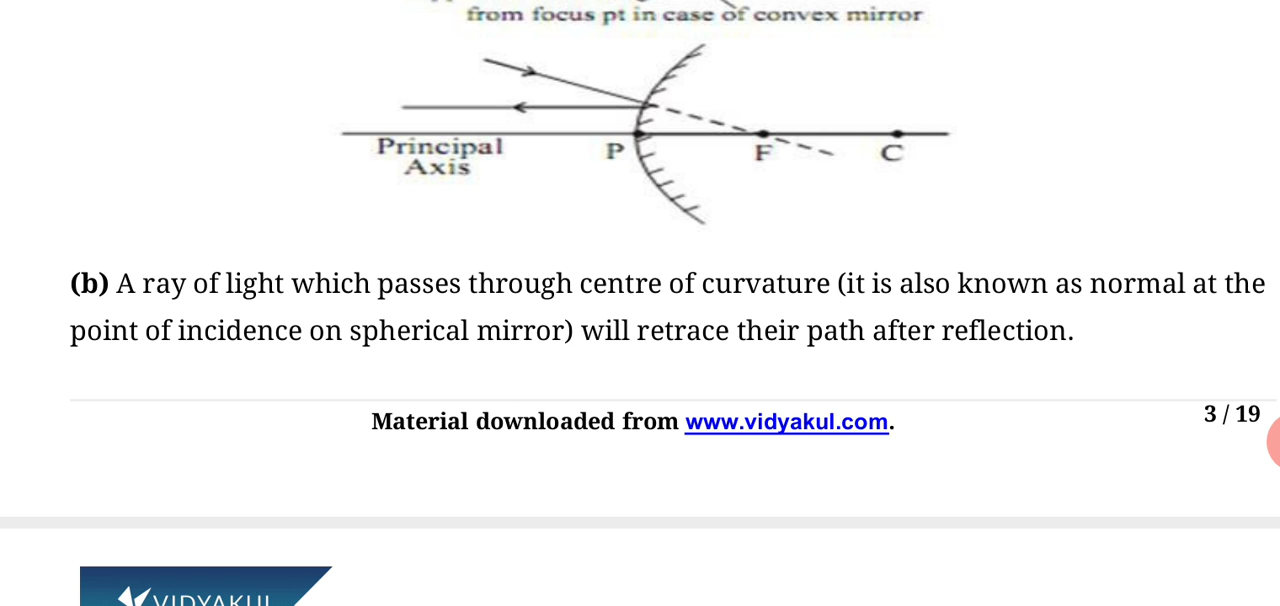 from focus pt in case of convex mirror
Principal
Axis
P
F
C
(b) A ray of light which passes through centre of curvature (it is also known as normal at the
point of incidence on spherical mirror) will retrace their path after reflection.
Material downloaded from www.vidyakul.com.
3 / 19
VIDYAKUL